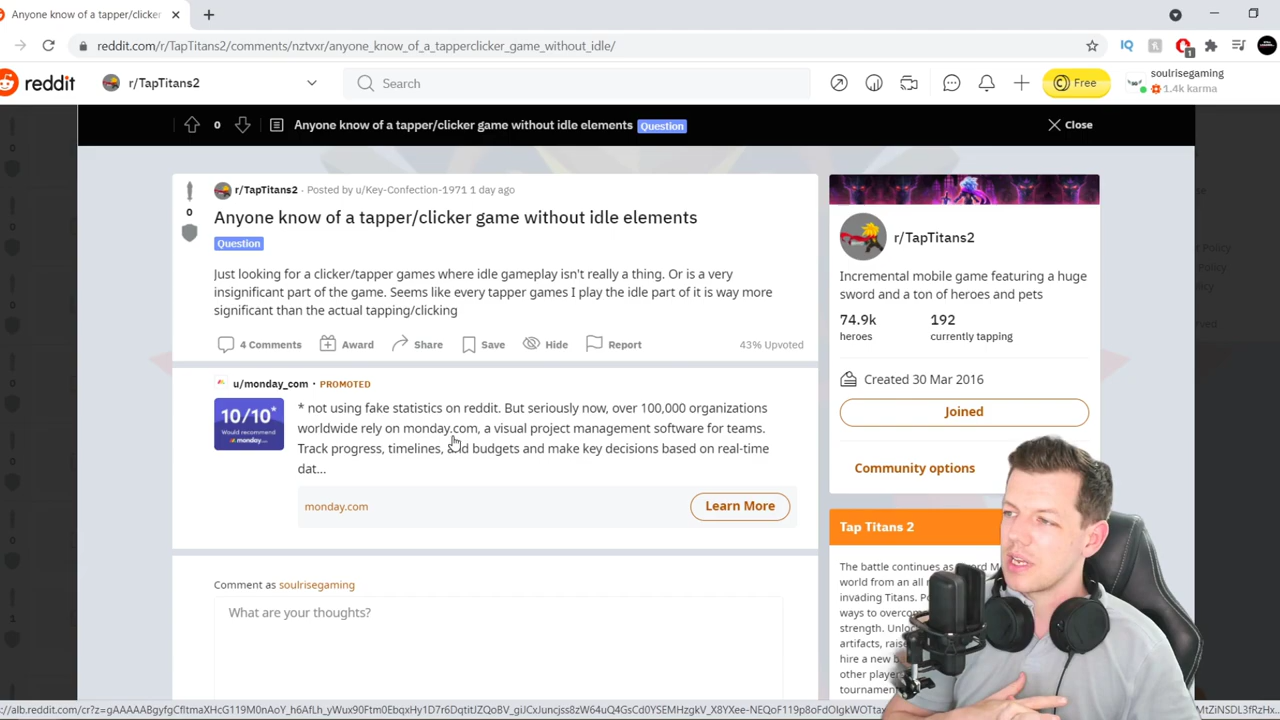 Anyone know of a tapper/clicker
reddit.com/r/TapTitans2/comments/nztvxr/anyone_know_of_a_tapperclicker_game_without_idle/
IQ
1
reddit
r/TapTitans2
Search
Free
soulrisegaming
1.4k karma
0
Anyone know of a tapper/clicker game without idle elements
Question
Close
r/TapTitans2 · Posted by u/Key-Confection-1971 1 day ago
0
Anyone know of a tapper/clicker game without idle elements
Question
Just looking for a clicker/tapper games where idle gameplay isn't really a thing. Or is a very
insignificant part of the game. Seems like every tapper games I play the idle part of it is way more
significant than the actual tapping/clicking
4 Comments
Award
Share
Save
Hide
Report
43% Upvoted
u/monday_com · PROMOTED
10/10*
Would recommend
monday
* not using fake statistics on reddit. But seriously now, over 100,000 organizations
worldwide rely on monday.com, a visual project management software for teams.
Track progress, timelines, and budgets and make key decisions based on real-time
dat...
monday.com
Learn More
Comment as soulrisegaming
What are your thoughts?
r/TapTitans2
Incremental mobile game featuring a huge
sword and a ton of heroes and pets
74.9k
192
heroes
currently tapping
Created 30 Mar 2016
Joined
Community options
Tap Titans 2
The battle continues as
world from an all
invading Titans.
ways to overcom
strength.
artifacts,
hire a new
other player
tournamen